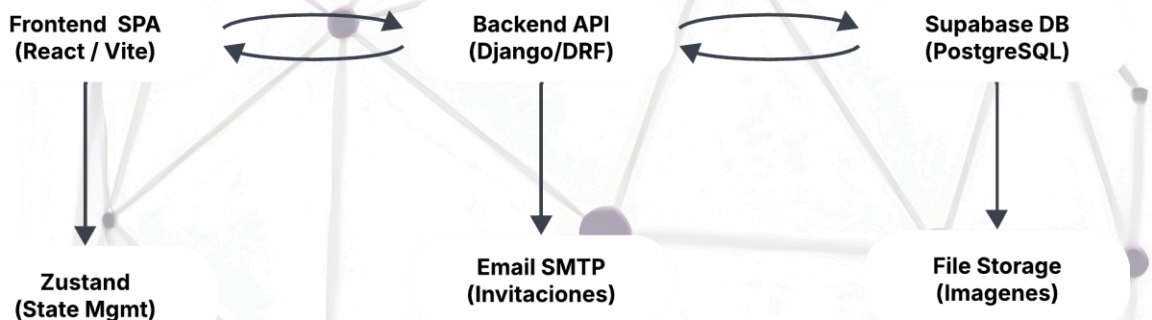 Frontend SPA
(React / Vite)
Backend API
(Django/DRF)
Supabase DB
(PostgreSQL)
Zustand
(State Mgmt)
Email SMTP
(Invitaciones)
File Storage
(Imagenes)